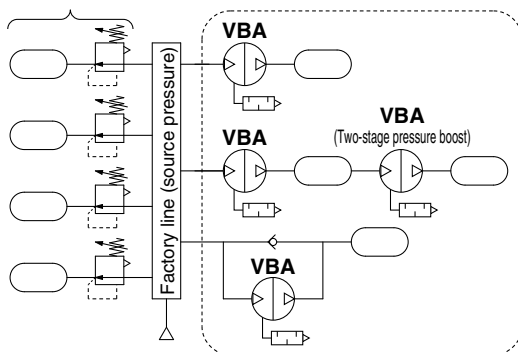 VBA
Factory line (source pressure)
VBA
VBA
(Two-stage pressure boost)
VBA